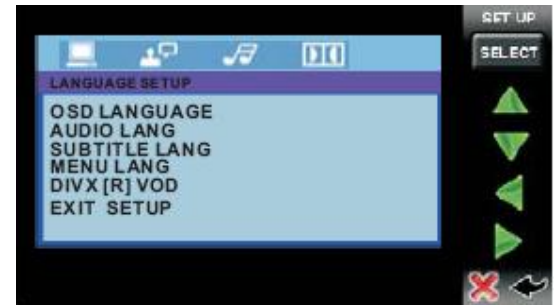 SET UP
SELECT
LANGUAGE SETUP
OSD LANGUAGE
AUDIO LANG
SUBTITLE LANG
MENU LANG
DIVX [R] VOD
EXIT SETUP